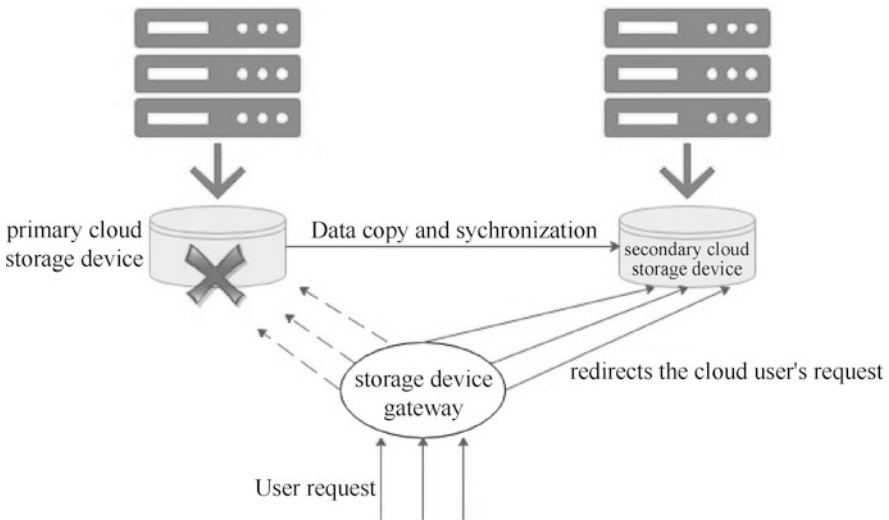 primary cloud
storage device
Data copy and sychronization
secondary cloud
storage device
storage device
gateway
redirects the cloud user's request
User request